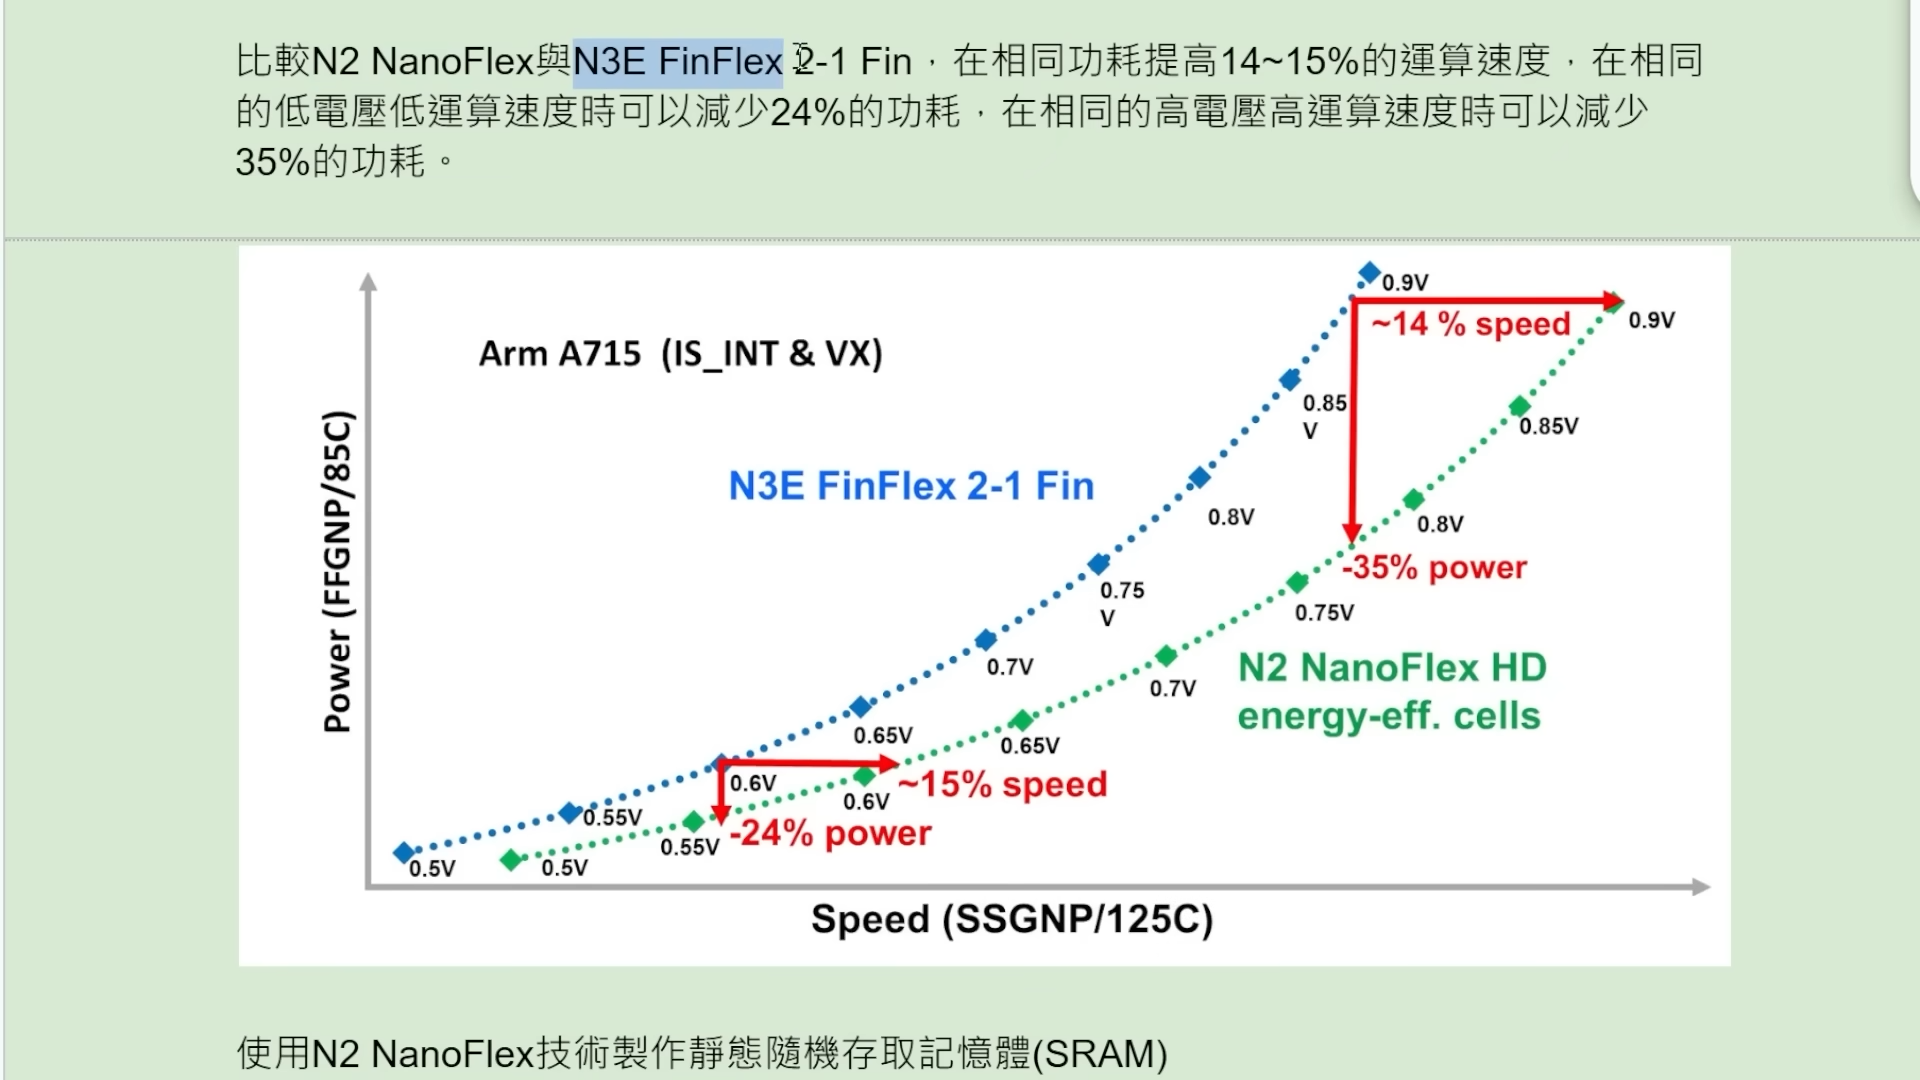 比較N2 NanoFlex與N3E FinFlex 2-1 Fin，在相同功耗提高14~15%的運算速度，在相同
的低電壓低運算速度時可以減少24%的功耗，在相同的高電壓高運算速度時可以減少
35%的功耗。
0.9V
~14 % speed
0.9V
Arm A715 (IS_INT & VX)
0.85
V
0.85V
N3E FinFlex 2-1 Fin
0.8V
0.8V
-35% power
0.75
V
0.75V
Power (FFGNP/85C)
0.7V
0.7V
N2 NanoFlex HD
energy-eff. cells
0.65V
0.65V
0.6V
0.6V
~15% speed
0.55V
0.55V
-24% power
0.5V
0.5V
Speed (SSGNP/125C)
使用N2 NanoFlex技術製作靜態隨機存取記憶體(SRAM)